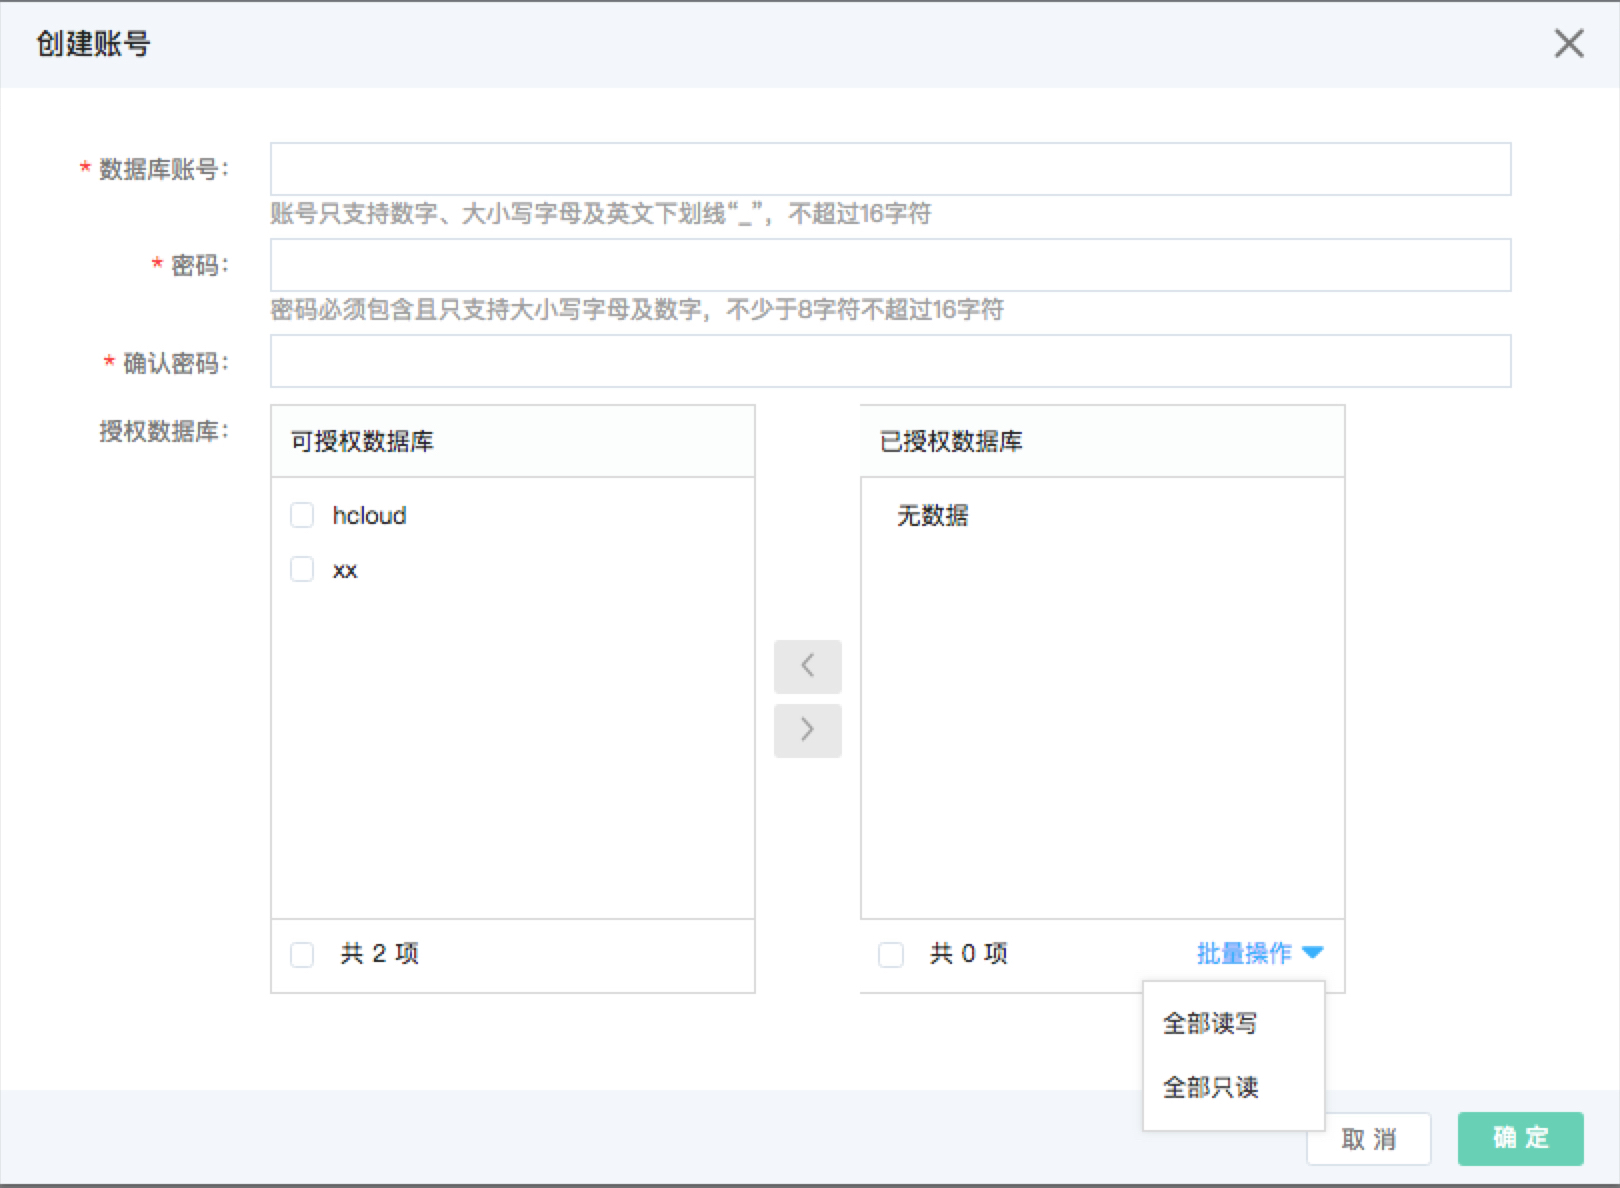 创建账号
* 数据库账号：
账号只支持数字、大小写字母及英文下划线“_”，不超过16字符
* 密码：
密码必须包含且只支持大小写字母及数字，不少于8字符不超过16字符
* 确认密码：
授权数据库：
可授权数据库
hcloud
xx
共 2 项
已授权数据库
无数据
共 0 项
批量操作
全部读写
全部只读
取 消
确 定